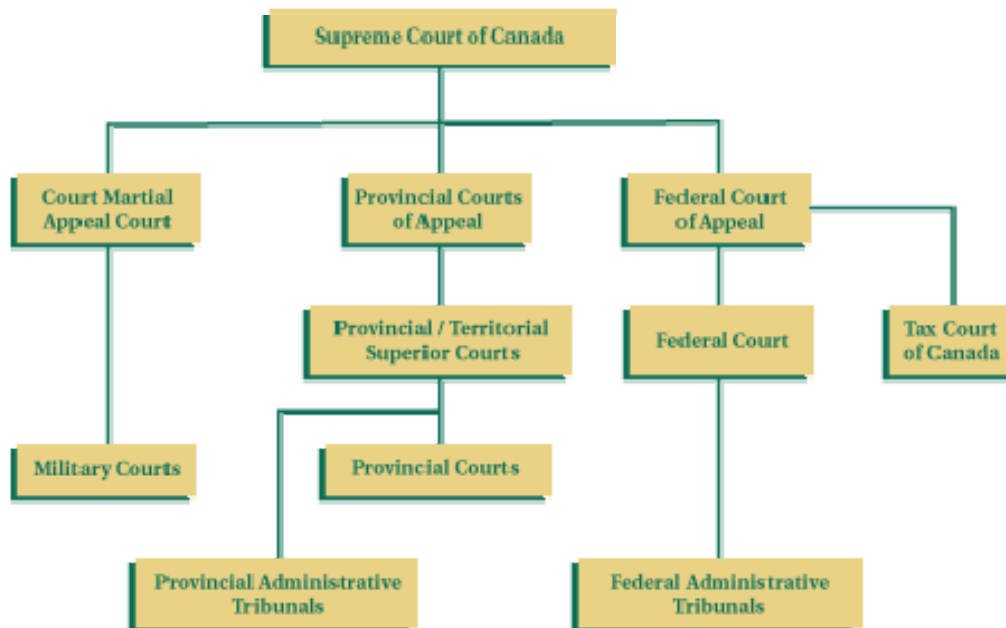 Supreme Court of Canada
Court Martial
Appeal Court
Provincial Courts
of Appeal
Federal Court
of Appeal
Provincial / Territorial
Superior Courts
Federal Court
Tax Court
of Canada
Military Courts
Provincial Courts
Provincial Administrative
Tribunals
Federal Administrative
Tribunals